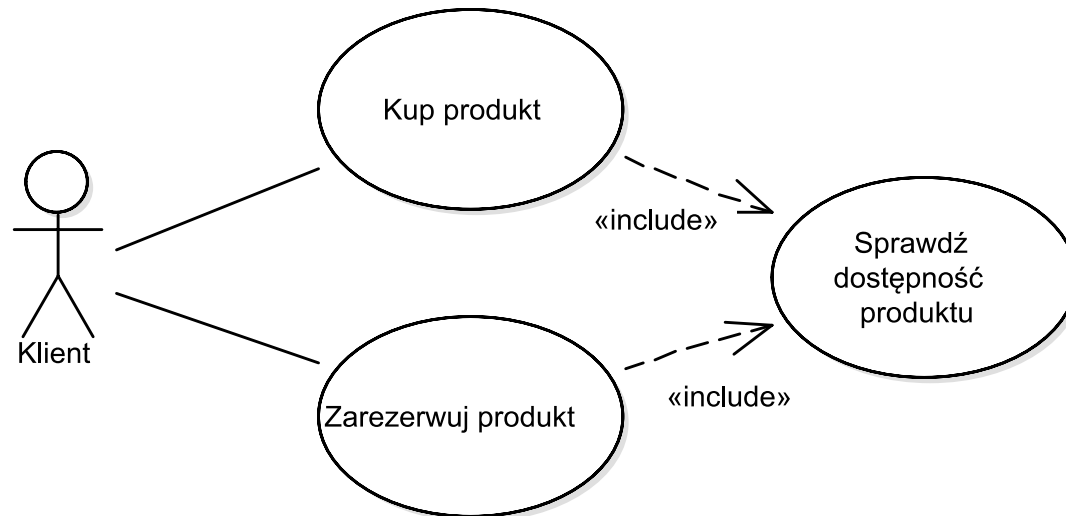 Kup produkt
«include»
Sprawdź
dostępność
produktu
Klient
Zarezerwuj produkt
«include»